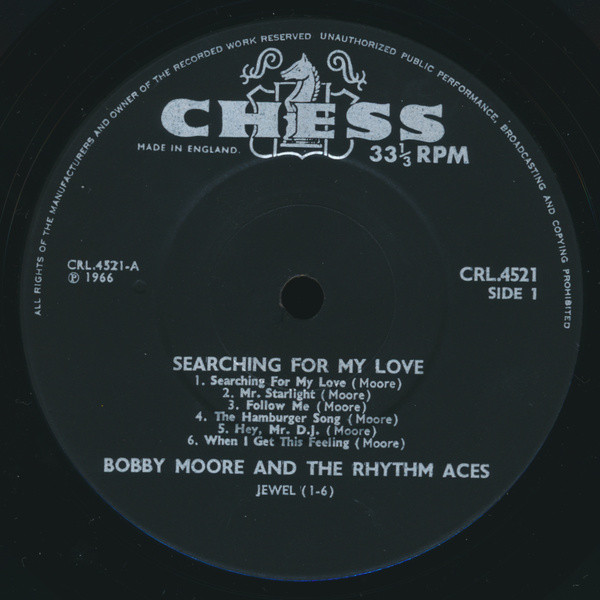 ALL RIGHTS OF THE MANUFACTURERS AND OWNER OF THE RECORDED WORK RESERVED UNAUTHORIZED PUBLIC PERFORMANCE, BROADCASTING AND COPYING PROHIBITED
CHESS
MADE IN ENGLAND.
33⅓ RPM
CRL.4521-A
℗ 1966
CRL.4521
SIDE 1
SEARCHING FOR MY LOVE
1. Searching For My Love (Moore)
2. Mr. Starlight (Moore)
3. Follow Me (Moore)
4. The Hamburger Song (Moore)
5. Hey, Mr. D.J. (Moore)
6. When I Get This Feeling (Moore)
BOBBY MOORE AND THE RHYTHM ACES
JEWEL (1-6)